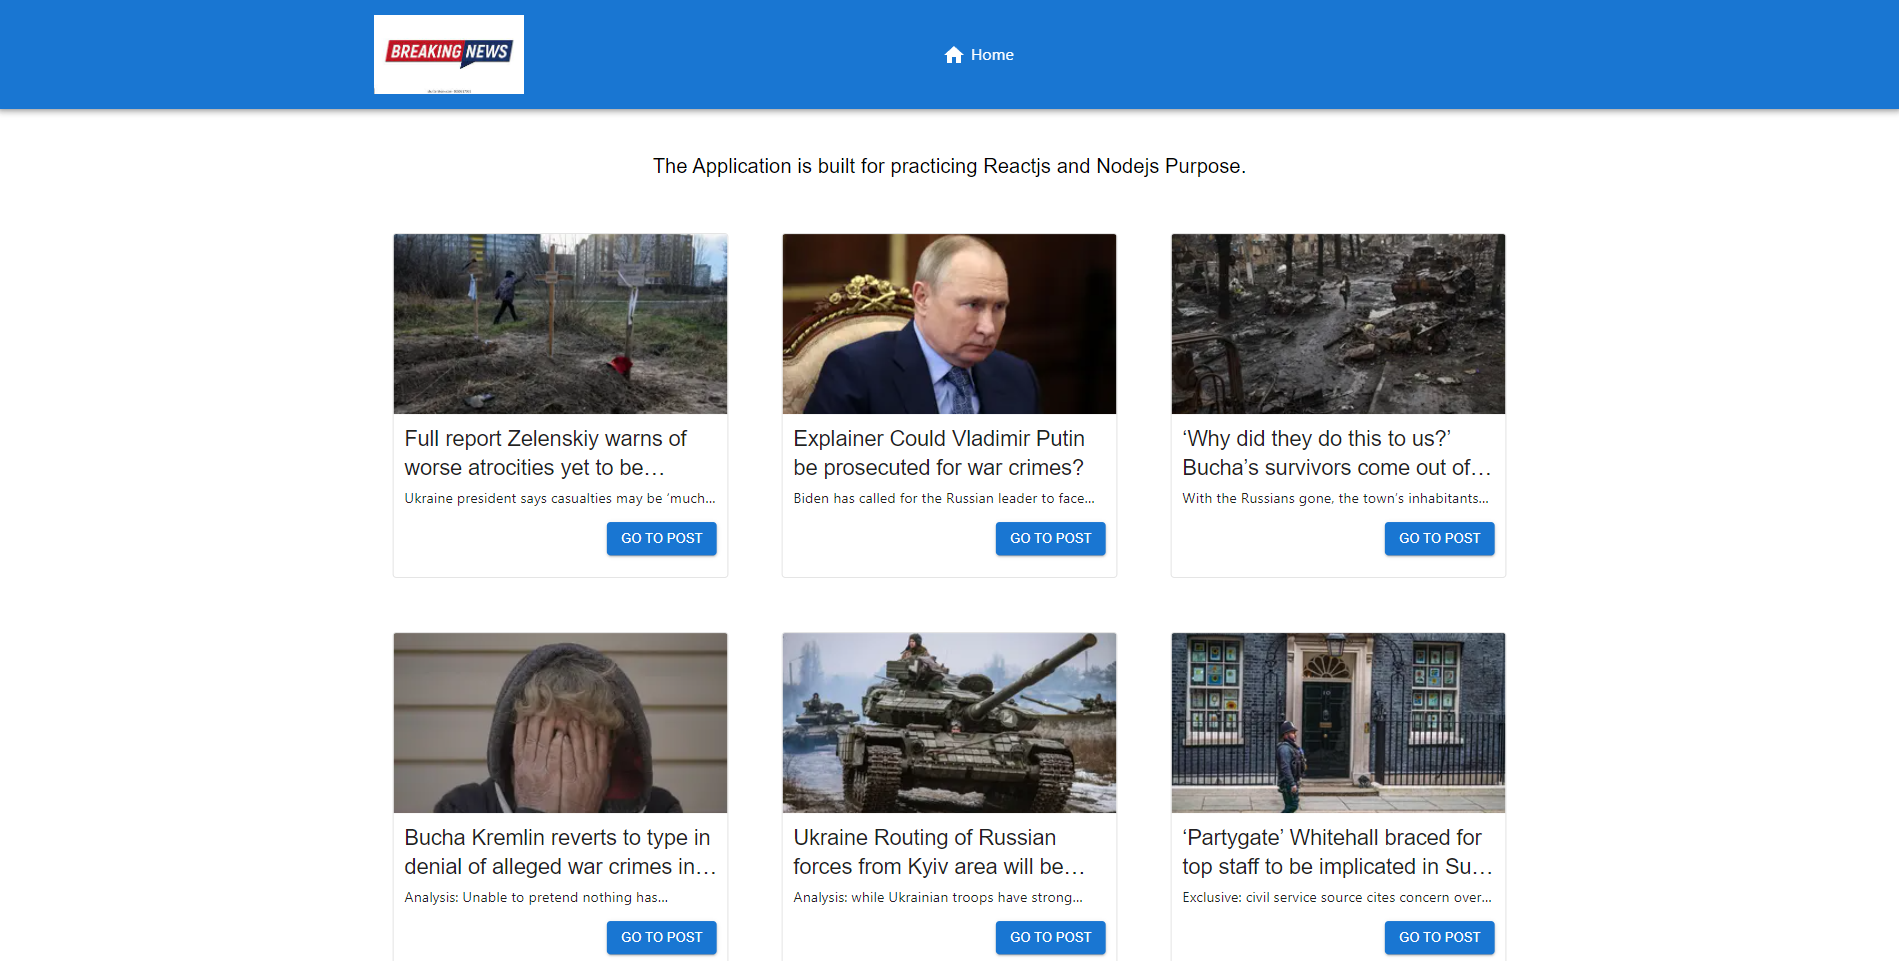 BREAKING NEWS
Home
The Application is built for practicing Reactjs and Nodejs Purpose.
Full report Zelenskiy warns of
worse atrocities yet to be…
Ukraine president says casualties may be ‘much...
GO TO POST
Explainer Could Vladimir Putin
be prosecuted for war crimes?
Biden has called for the Russian leader to face...
GO TO POST
‘Why did they do this to us?’
Bucha’s survivors come out of…
With the Russians gone, the town’s inhabitants...
GO TO POST
Bucha Kremlin reverts to type in
denial of alleged war crimes in…
Analysis: Unable to pretend nothing has...
GO TO POST
Ukraine Routing of Russian
forces from Kyiv area will be…
Analysis: while Ukrainian troops have strong...
GO TO POST
‘Partygate’ Whitehall braced for
top staff to be implicated in Su…
Exclusive: civil service source cites concern over...
GO TO POST